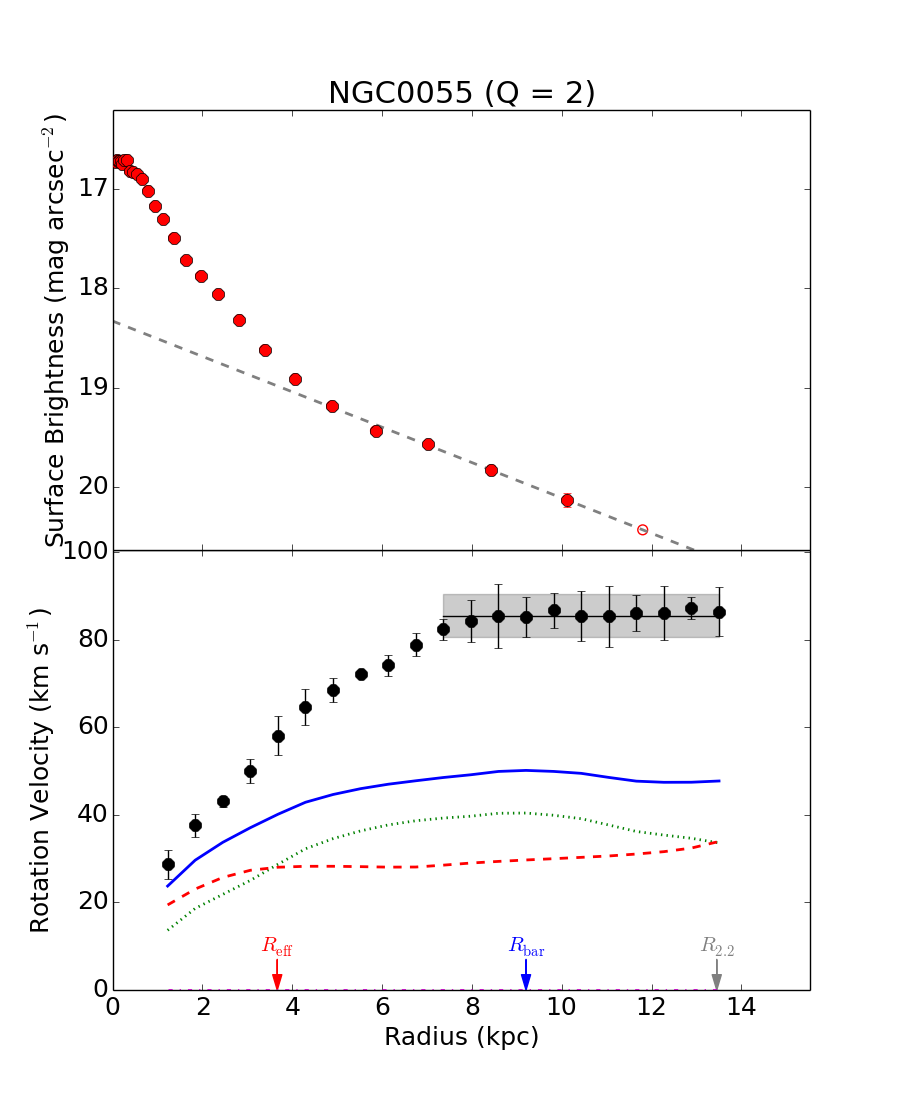 NGC0055 (Q = 2)
Surface Brightness (mag arcsec⁻²)
17
18
19
20
100
80
60
40
20
0
Rotation Velocity (km s⁻¹)
R_eff
R_bar
R_2.2
0 2 4 6 8 10 12 14
Radius (kpc)